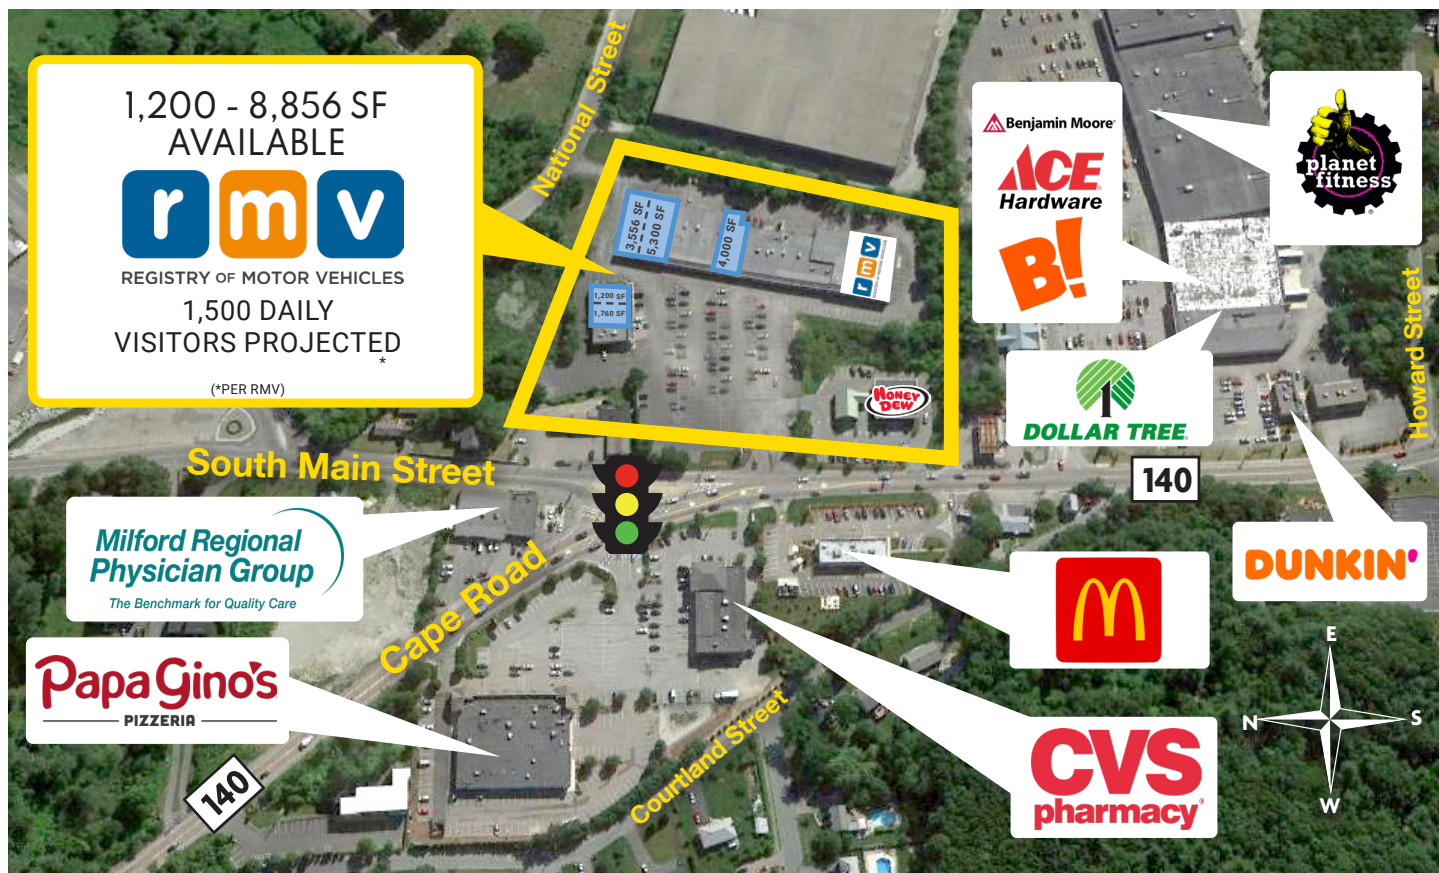 1,200 - 8,856 SF
AVAILABLE
rmv
REGISTRY OF MOTOR VEHICLES
1,500 DAILY
VISITORS PROJECTED
*
(*PER RMV)
National Street
3,556 SF
5,300 SF
4,000 SF
rmv
1,200 SF
1,760 SF
HONEY
DEW
Benjamin Moore
ACE
Hardware
B!
planet
fitness
DOLLAR TREE
Howard Street
140
DUNKIN'
South Main Street
Milford Regional
Physician Group
The Benchmark for Quality Care
Cape Road
Papa Gino's
PIZZERIA
140
Courtland Street
CVS
pharmacy
E
N
S
W